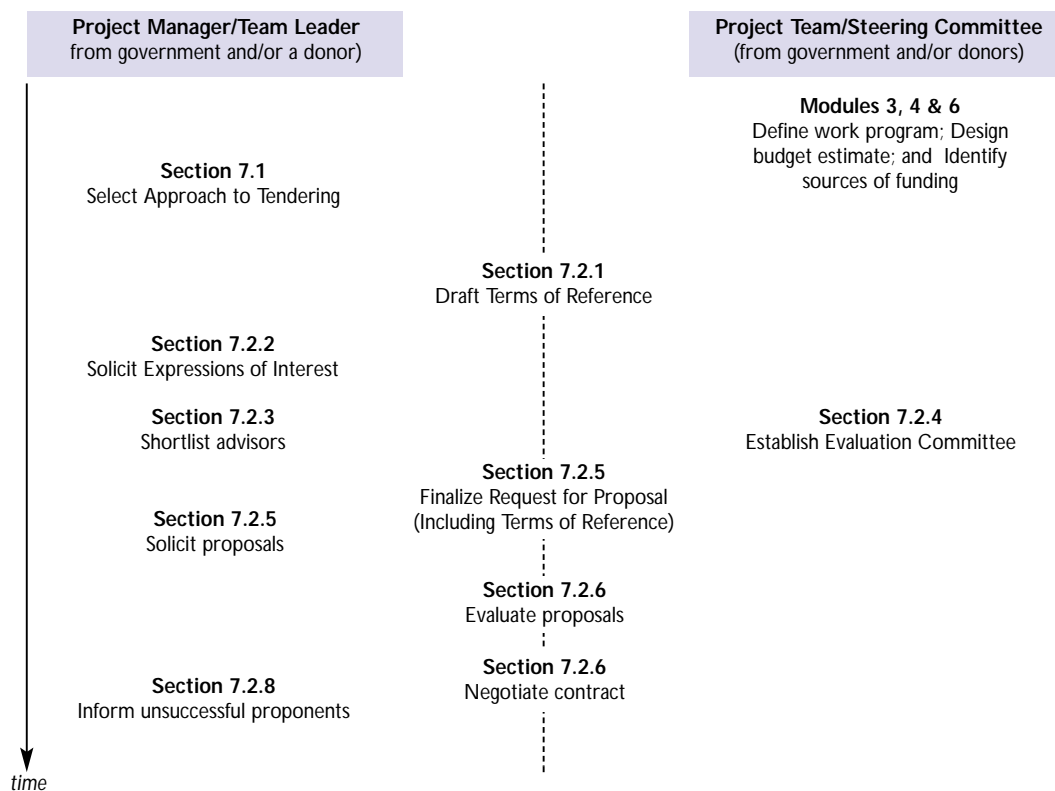 Project Manager/Team Leader
from government and/or a donor)
Project Team/Steering Committee
(from government and/or donors)
Modules 3, 4 & 6
Define work program; Design
budget estimate; and Identify
sources of funding
Section 7.1
Select Approach to Tendering
Section 7.2.1
Draft Terms of Reference
Section 7.2.2
Solicit Expressions of Interest
Section 7.2.3
Shortlist advisors
Section 7.2.4
Establish Evaluation Committee
Section 7.2.5
Finalize Request for Proposal
(Including Terms of Reference)
Section 7.2.5
Solicit proposals
Section 7.2.6
Evaluate proposals
Section 7.2.6
Negotiate contract
Section 7.2.8
Inform unsuccessful proponents
time